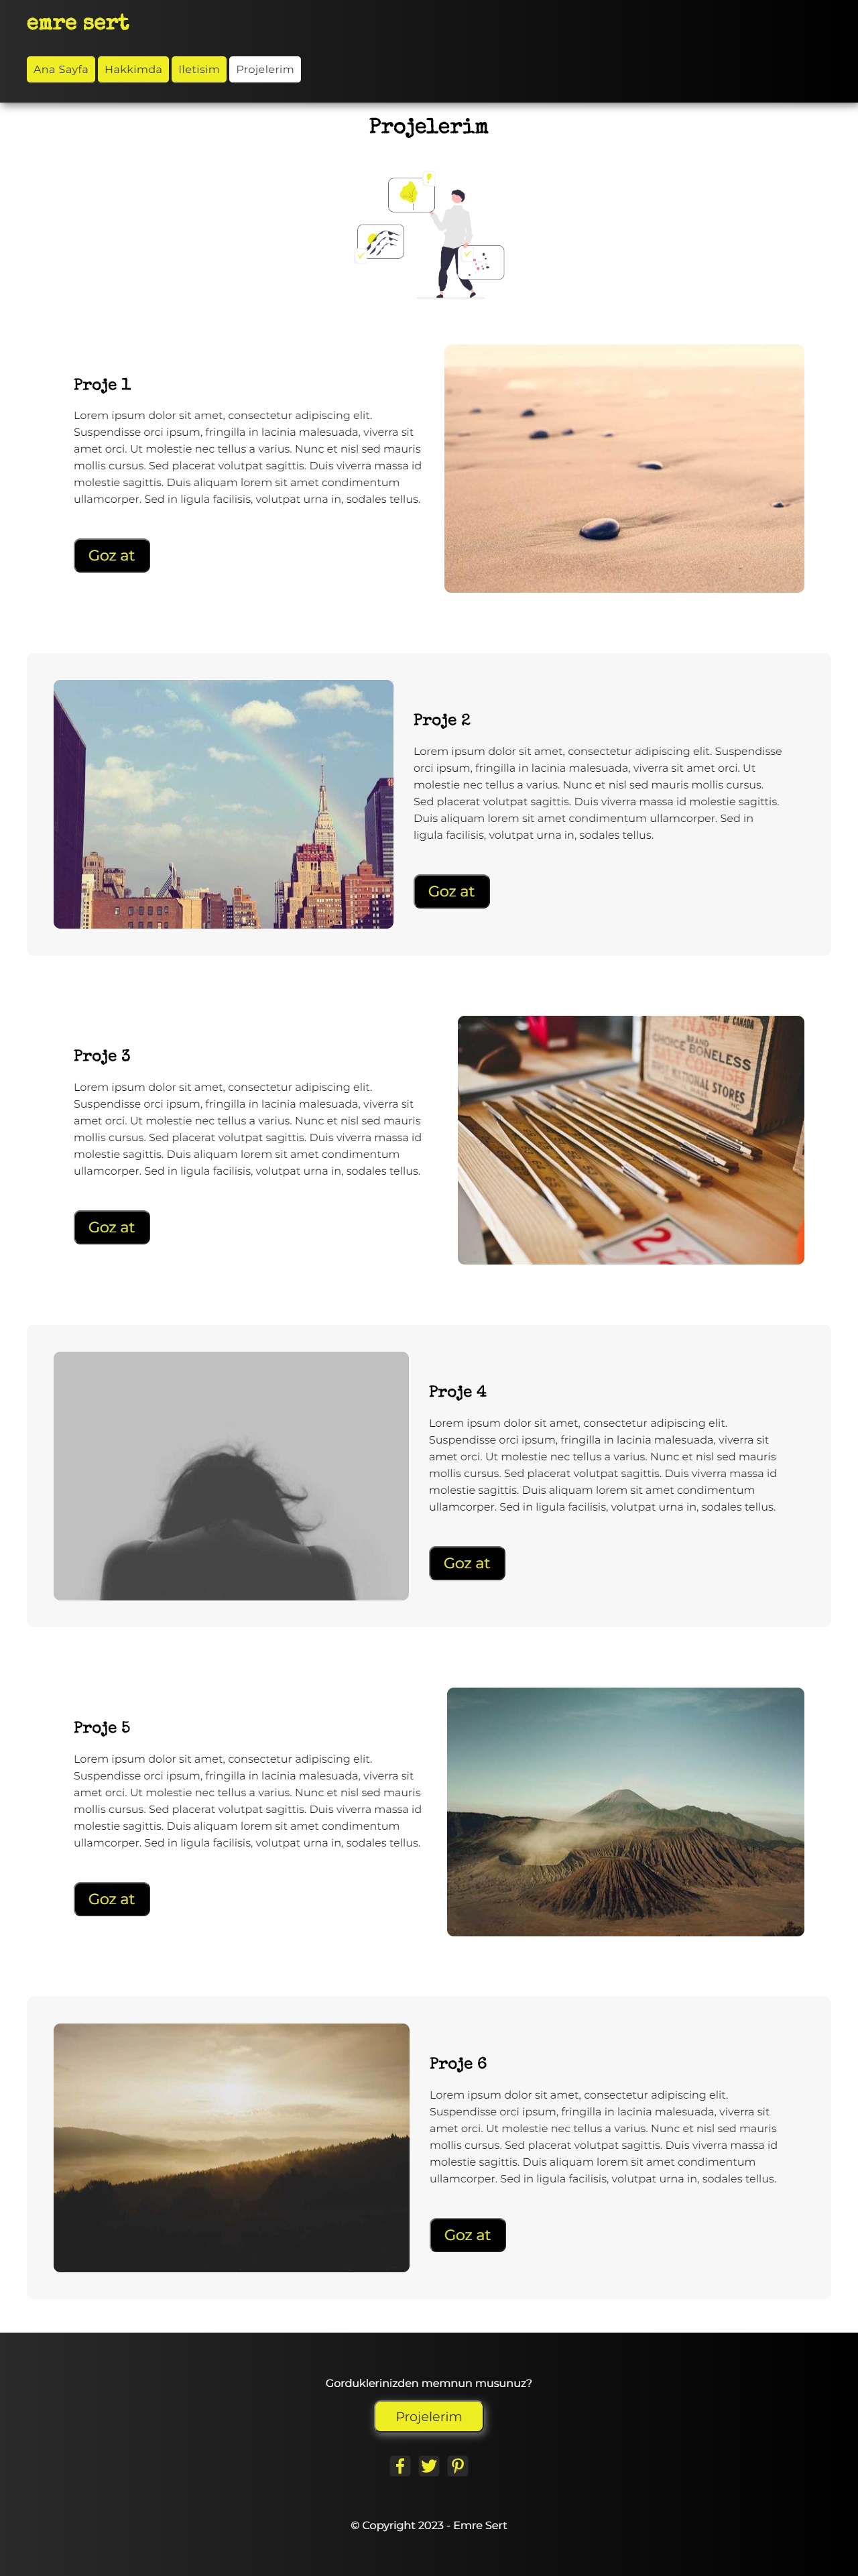 emre sert
Ana Sayfa Hakkimda Iletisim Projelerim
Projelerim
Proje 1
Lorem ipsum dolor sit amet, consectetur adipiscing elit.
Suspendisse orci ipsum, fringilla in lacinia malesuada, viverra sit
amet orci. Ut molestie nec tellus a varius. Nunc et nisl sed mauris
mollis cursus. Sed placerat volutpat sagittis. Duis viverra massa id
molestie sagittis. Duis aliquam lorem sit amet condimentum
ullamcorper. Sed in ligula facilisis, volutpat urna in, sodales tellus.
Goz at
Proje 2
Lorem ipsum dolor sit amet, consectetur adipiscing elit. Suspendisse
orci ipsum, fringilla in lacinia malesuada, viverra sit amet orci. Ut
molestie nec tellus a varius. Nunc et nisl sed mauris mollis cursus.
Sed placerat volutpat sagittis. Duis viverra massa id molestie sagittis.
Duis aliquam lorem sit amet condimentum ullamcorper. Sed in
ligula facilisis, volutpat urna in, sodales tellus.
Goz at
Proje 3
Lorem ipsum dolor sit amet, consectetur adipiscing elit.
Suspendisse orci ipsum, fringilla in lacinia malesuada, viverra sit
amet orci. Ut molestie nec tellus a varius. Nunc et nisl sed mauris
mollis cursus. Sed placerat volutpat sagittis. Duis viverra massa id
molestie sagittis. Duis aliquam lorem sit amet condimentum
ullamcorper. Sed in ligula facilisis, volutpat urna in, sodales tellus.
Goz at
OF CANADA
BRAND
CHOICE BONELESS
NATIONAL STORES
2
Proje 4
Lorem ipsum dolor sit amet, consectetur adipiscing elit.
Suspendisse orci ipsum, fringilla in lacinia malesuada, viverra sit
amet orci. Ut molestie nec tellus a varius. Nunc et nisl sed mauris
mollis cursus. Sed placerat volutpat sagittis. Duis viverra massa id
molestie sagittis. Duis aliquam lorem sit amet condimentum
ullamcorper. Sed in ligula facilisis, volutpat urna in, sodales tellus.
Goz at
Proje 5
Lorem ipsum dolor sit amet, consectetur adipiscing elit.
Suspendisse orci ipsum, fringilla in lacinia malesuada, viverra sit
amet orci. Ut molestie nec tellus a varius. Nunc et nisl sed mauris
mollis cursus. Sed placerat volutpat sagittis. Duis viverra massa id
molestie sagittis. Duis aliquam lorem sit amet condimentum
ullamcorper. Sed in ligula facilisis, volutpat urna in, sodales tellus.
Goz at
Proje 6
Lorem ipsum dolor sit amet, consectetur adipiscing elit.
Suspendisse orci ipsum, fringilla in lacinia malesuada, viverra sit
amet orci. Ut molestie nec tellus a varius. Nunc et nisl sed mauris
mollis cursus. Sed placerat volutpat sagittis. Duis viverra massa id
molestie sagittis. Duis aliquam lorem sit amet condimentum
ullamcorper. Sed in ligula facilisis, volutpat urna in, sodales tellus.
Goz at
Gorduklerinizden memnun musunuz?
Projelerim
© Copyright 2023 - Emre Sert